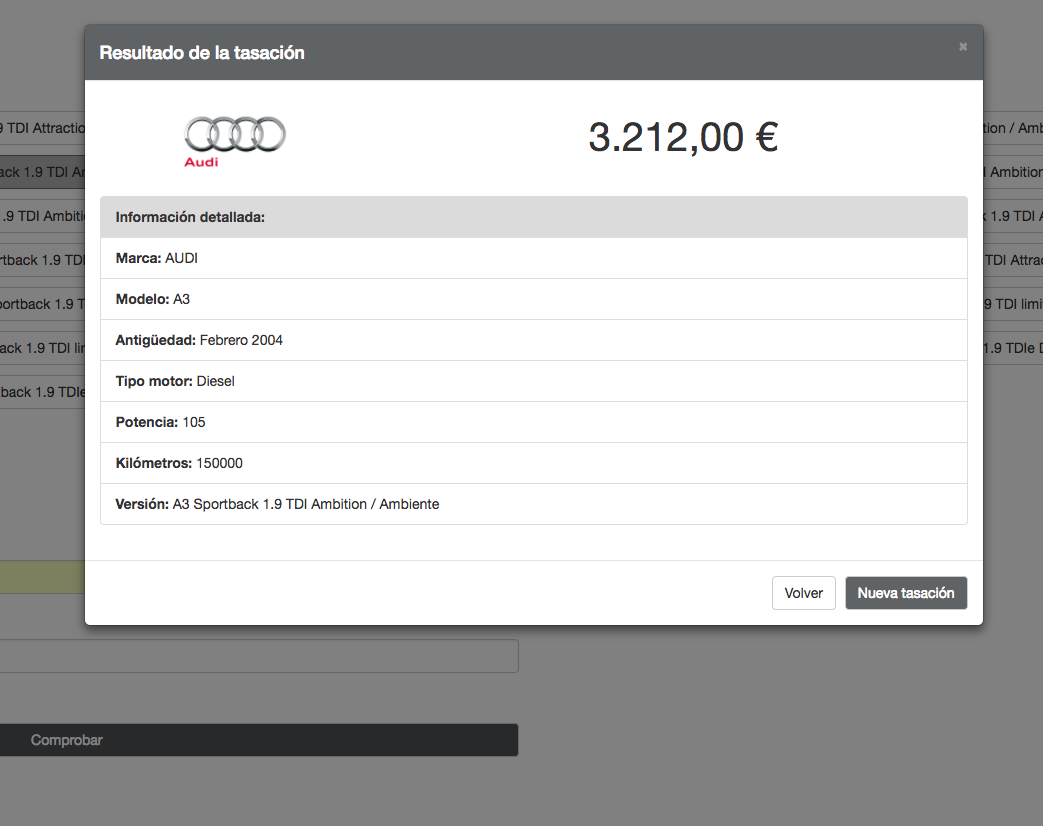 Resultado de la tasación
×
Audi
3.212,00 €
Información detallada:
Marca: AUDI
Modelo: A3
Antigüedad: Febrero 2004
Tipo motor: Diesel
Potencia: 105
Kilómetros: 150000
Versión: A3 Sportback 1.9 TDI Ambition / Ambiente
Volver
Nueva tasación
9 TDI Attractio
ack 1.9 TDI A
.9 TDI Ambiti
rtback 1.9 TDI
portback 1.9 T
ack 1.9 TDI li
back 1.9 TDIe
tion / Amb
I Ambition
1.9 TDI
TDI Attra
9 TDI limi
1.9 TDIe
Comprobar